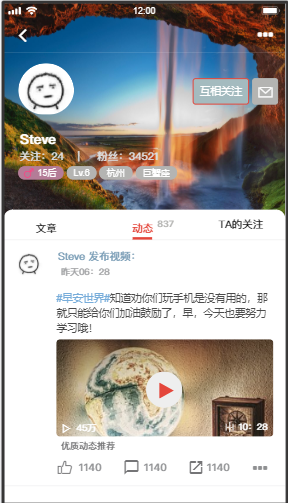 12:00
互相关注
Steve
关注：24 | 粉丝：34521
15后 Lv.6 杭州 巨蟹座
文章 动态 837 TA的关注
Steve 发布视频：
昨天06：28
#早安世界#知道劝你们玩手机是没有用的，那
就只能给你们加油鼓励了，早，今天也要努力
学习哦！
45万 10：28
优质动态推荐
1140 1140 1140